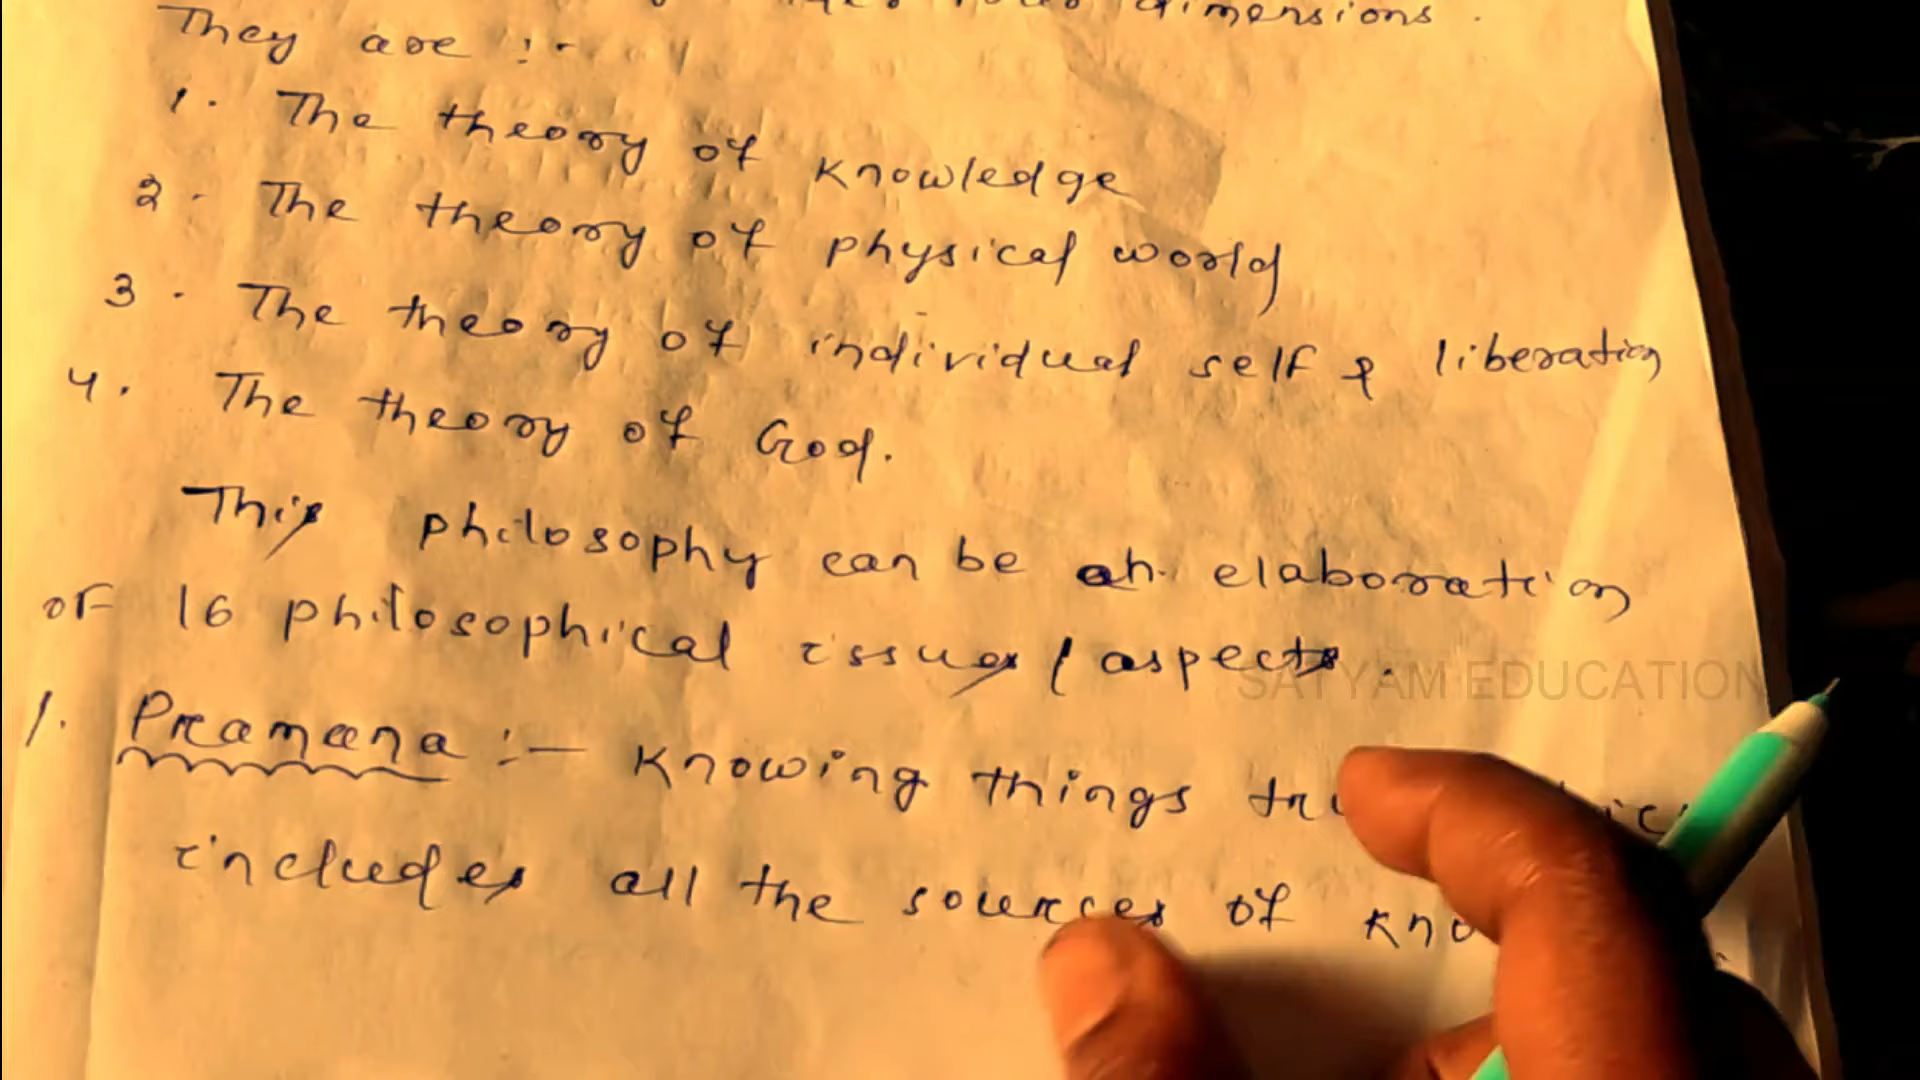 dimensions.
They are :-
1. The theory of knowledge
2. The theory of physical world
3. The theory of individual self & liberation
4. The theory of God.
This philosophy can be an elaboration
of 16 philosophical issues / aspects.
SATYAM EDUCATION
1. Pramana :- Knowing things
includes all the sources of